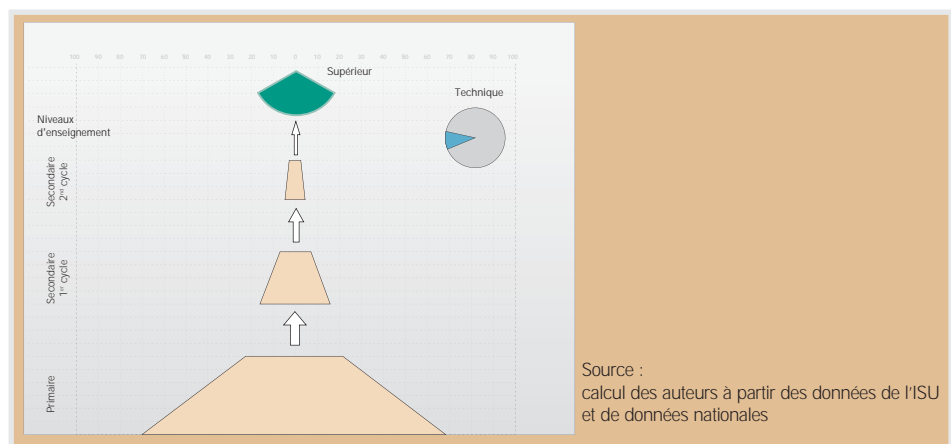 100 90 80 70 60 50 40 30 20 10 0 10 20 30 40 50 60 70 80 90 100
Supérieur
Technique
Niveaux
d'enseignement
Secondaire
2nd cycle
Secondaire
1er cycle
Primaire
Source :
calcul des auteurs à partir des données de l'ISU
et de données nationales